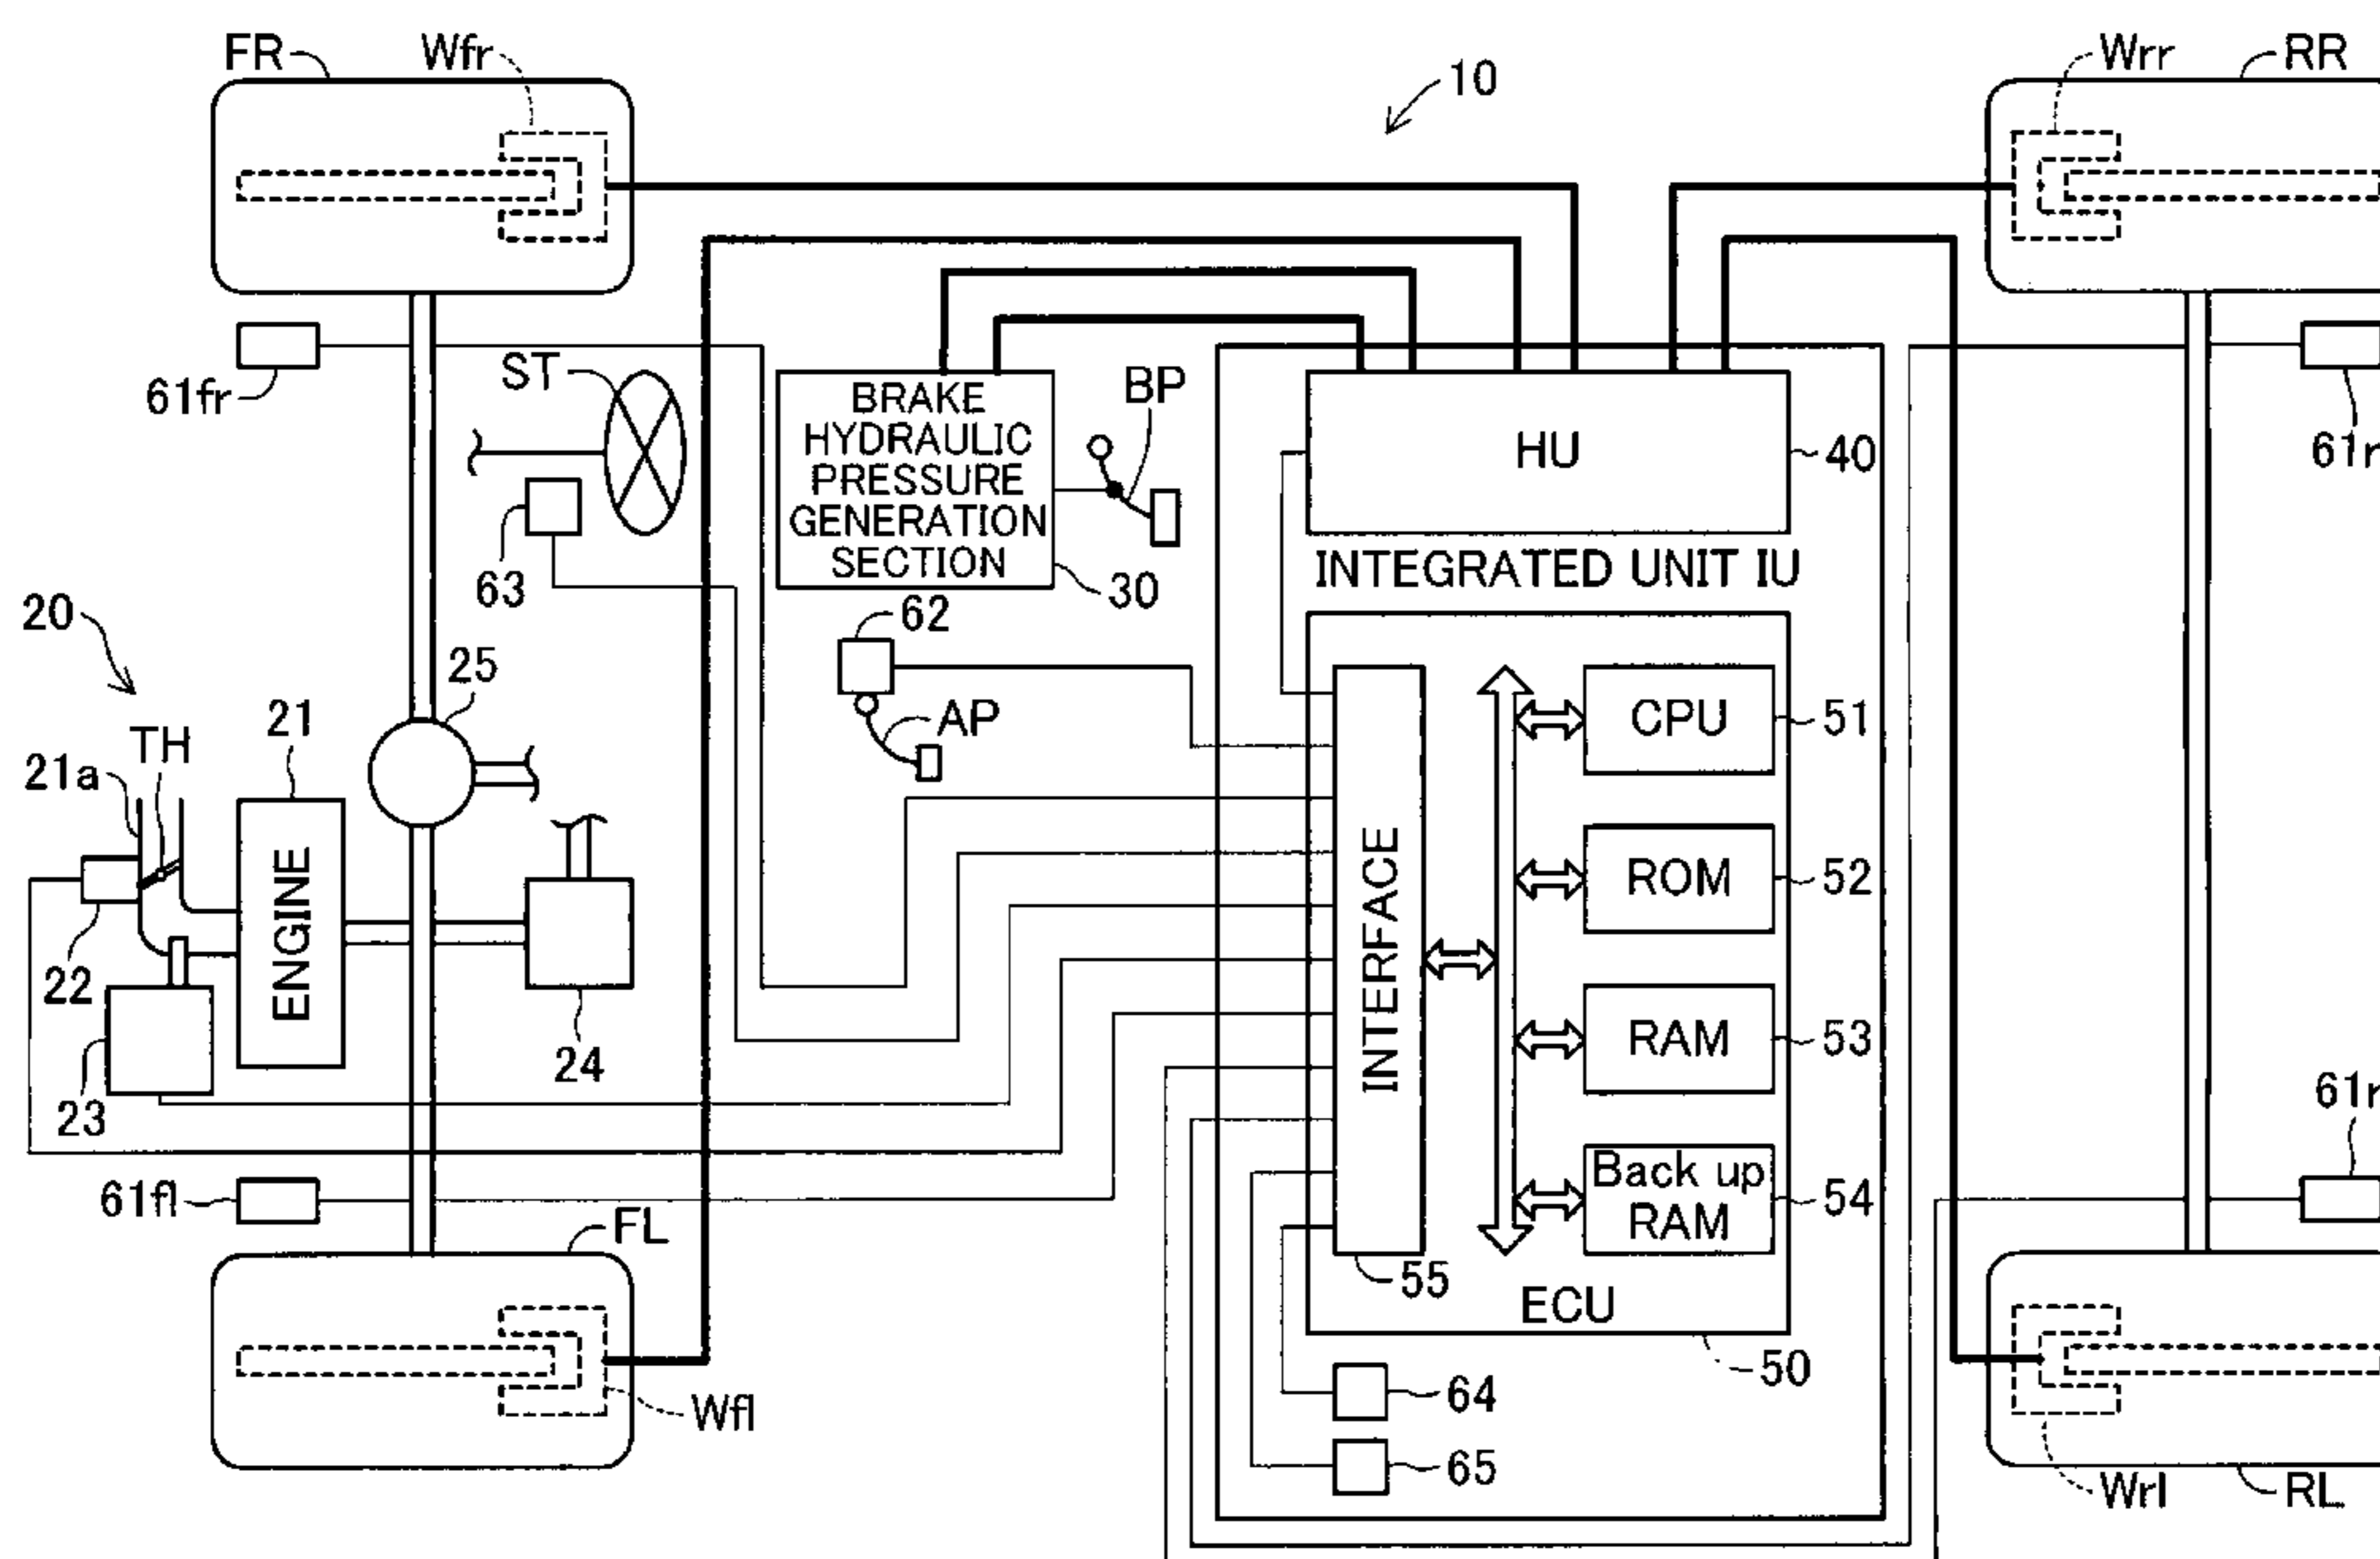 FR
Wfr
10
Wrr
RR
61fr
ST
BRAKE
HYDRAULIC
PRESSURE
GENERATION
SECTION
BP
HU
40
61r
63
30
INTEGRATED UNIT IU
20
62
25
AP
21
TH
21a
CPU
51
ENGINE
INTERFACE
ROM
52
22
24
RAM
53
23
61r
61fl
Back up
RAM
54
FL
55
ECU
50
64
Wfl
65
Wrl
RL